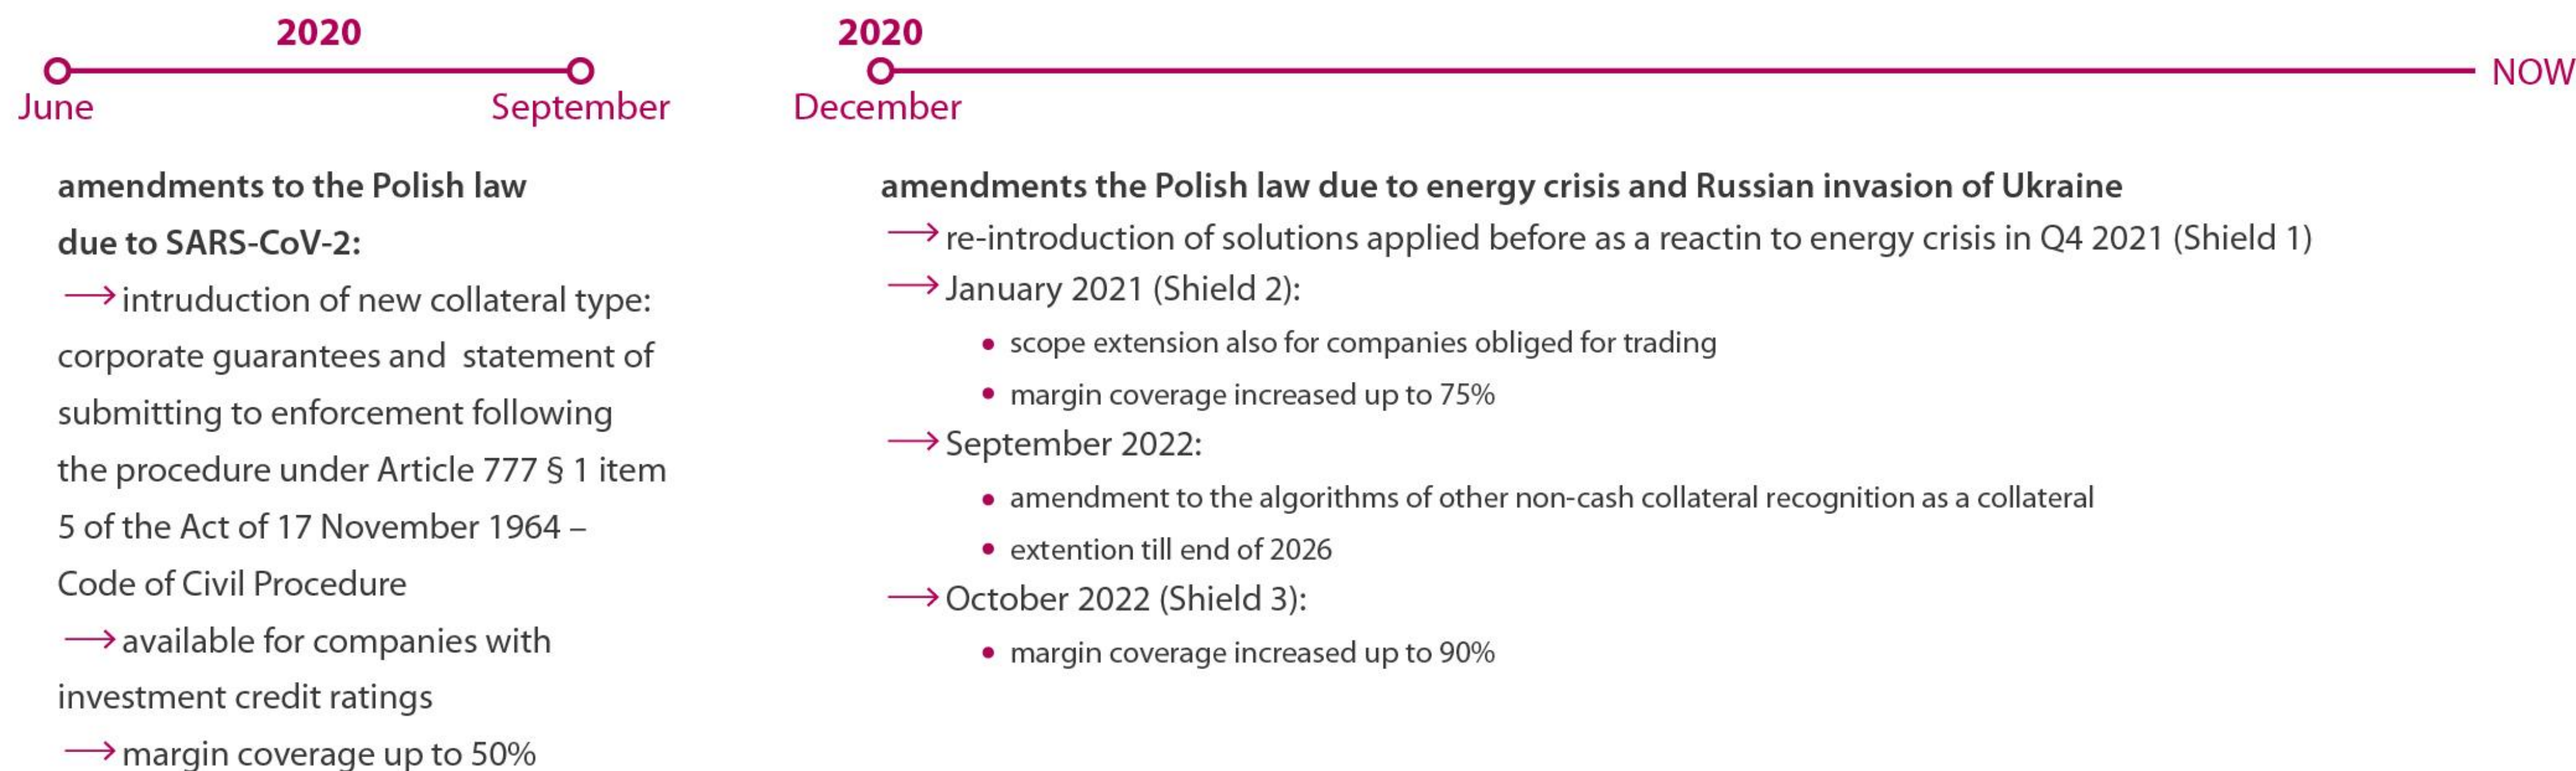 2020
June
September
amendments to the Polish law
due to SARS-CoV-2:
intruduction of new collateral type:
corporate guarantees and statement of
submitting to enforcement following
the procedure under Article 777 § 1 item
5 of the Act of 17 November 1964 –
Code of Civil Procedure
available for companies with
investment credit ratings
margin coverage up to 50%
2020
December
NOW
amendments the Polish law due to energy crisis and Russian invasion of Ukraine
re-introduction of solutions applied before as a reactin to energy crisis in Q4 2021 (Shield 1)
January 2021 (Shield 2):
scope extension also for companies obliged for trading
margin coverage increased up to 75%
September 2022:
amendment to the algorithms of other non-cash collateral recognition as a collateral
extention till end of 2026
October 2022 (Shield 3):
margin coverage increased up to 90%